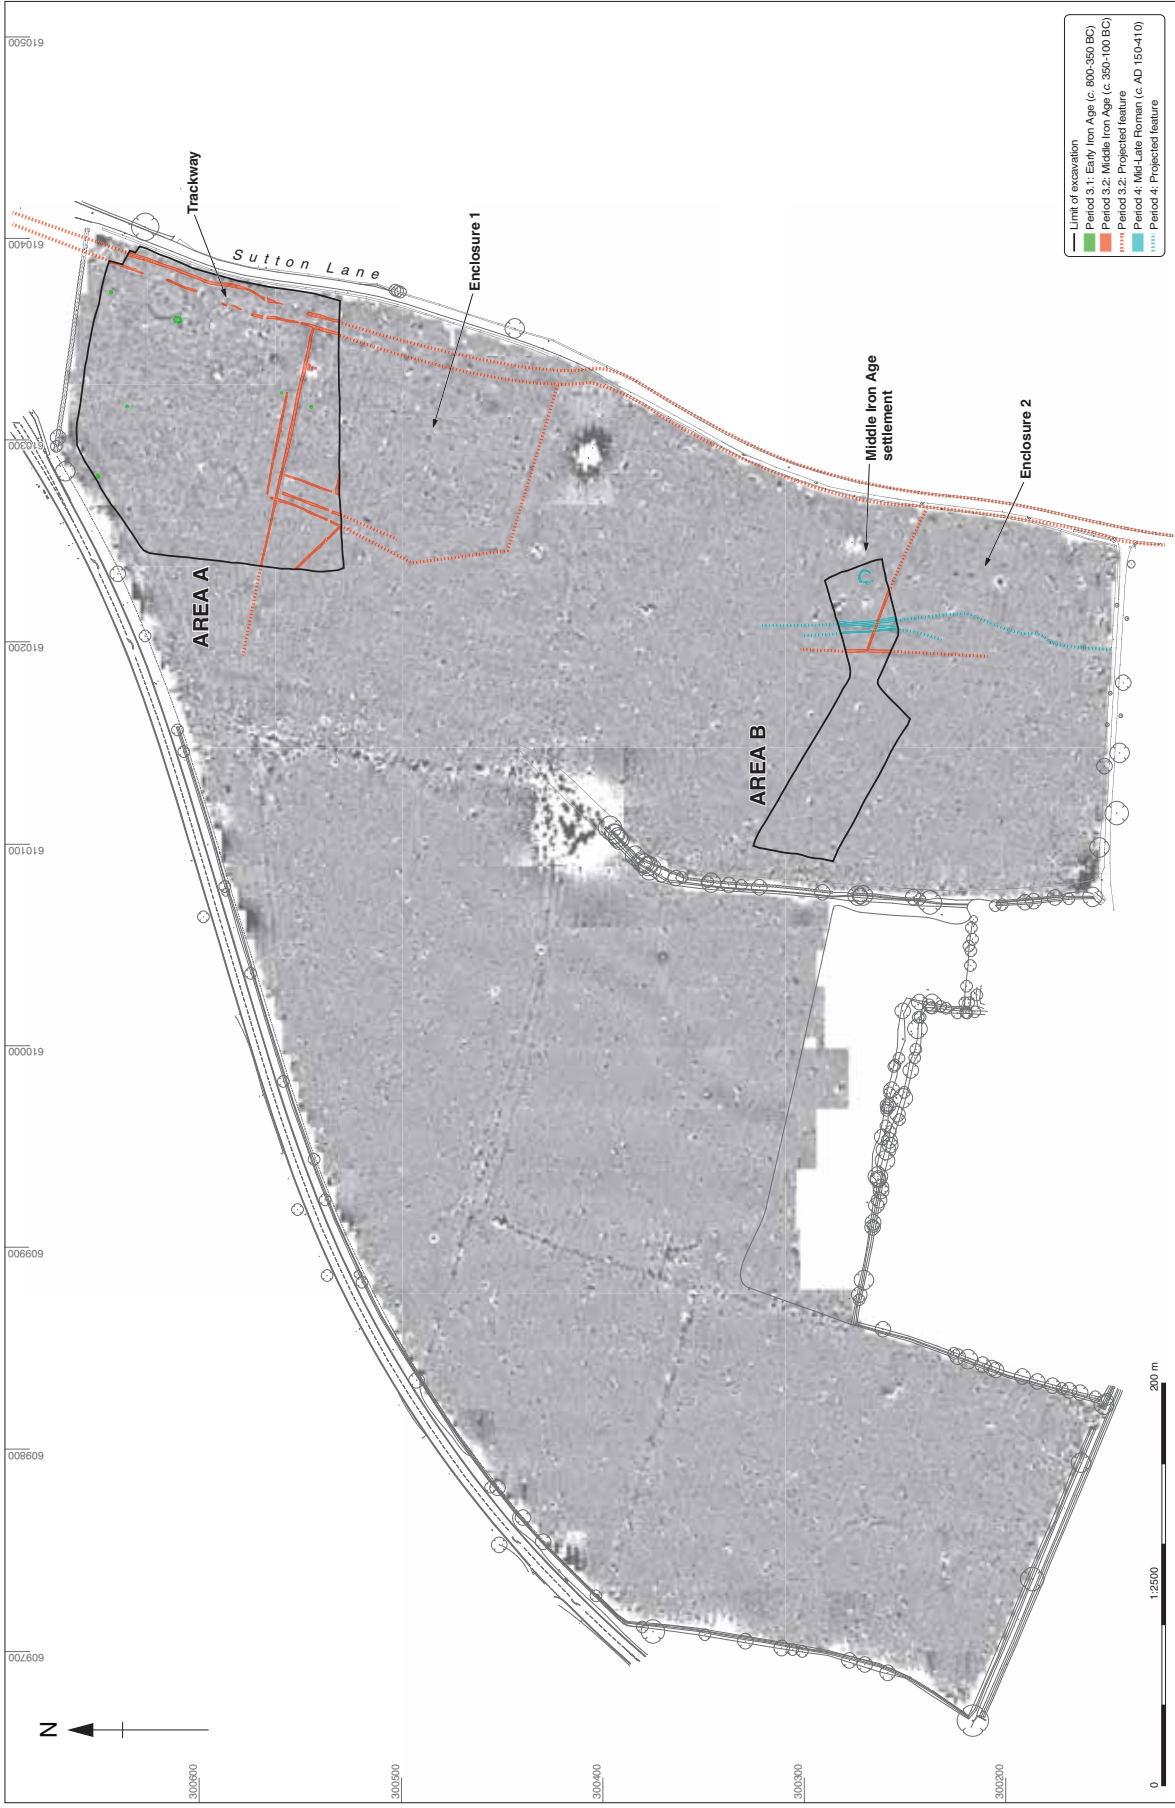 610500
610400
610300
610200
610100
610000
609900
609800
609700
300600
300500
300400
300300
300200
N
Trackway
Sutton Lane
Enclosure 1
AREA A
Middle Iron Age
settlement
Enclosure 2
AREA B
Limit of excavation
Period 3.1: Early Iron Age (c. 800-350 BC)
Period 3.2: Middle Iron Age (c. 350-100 BC)
Period 3.2: Projected feature
Period 4: Mid-Late Roman (c. AD 150-410)
Period 4: Projected feature
0
1:2500
200 m